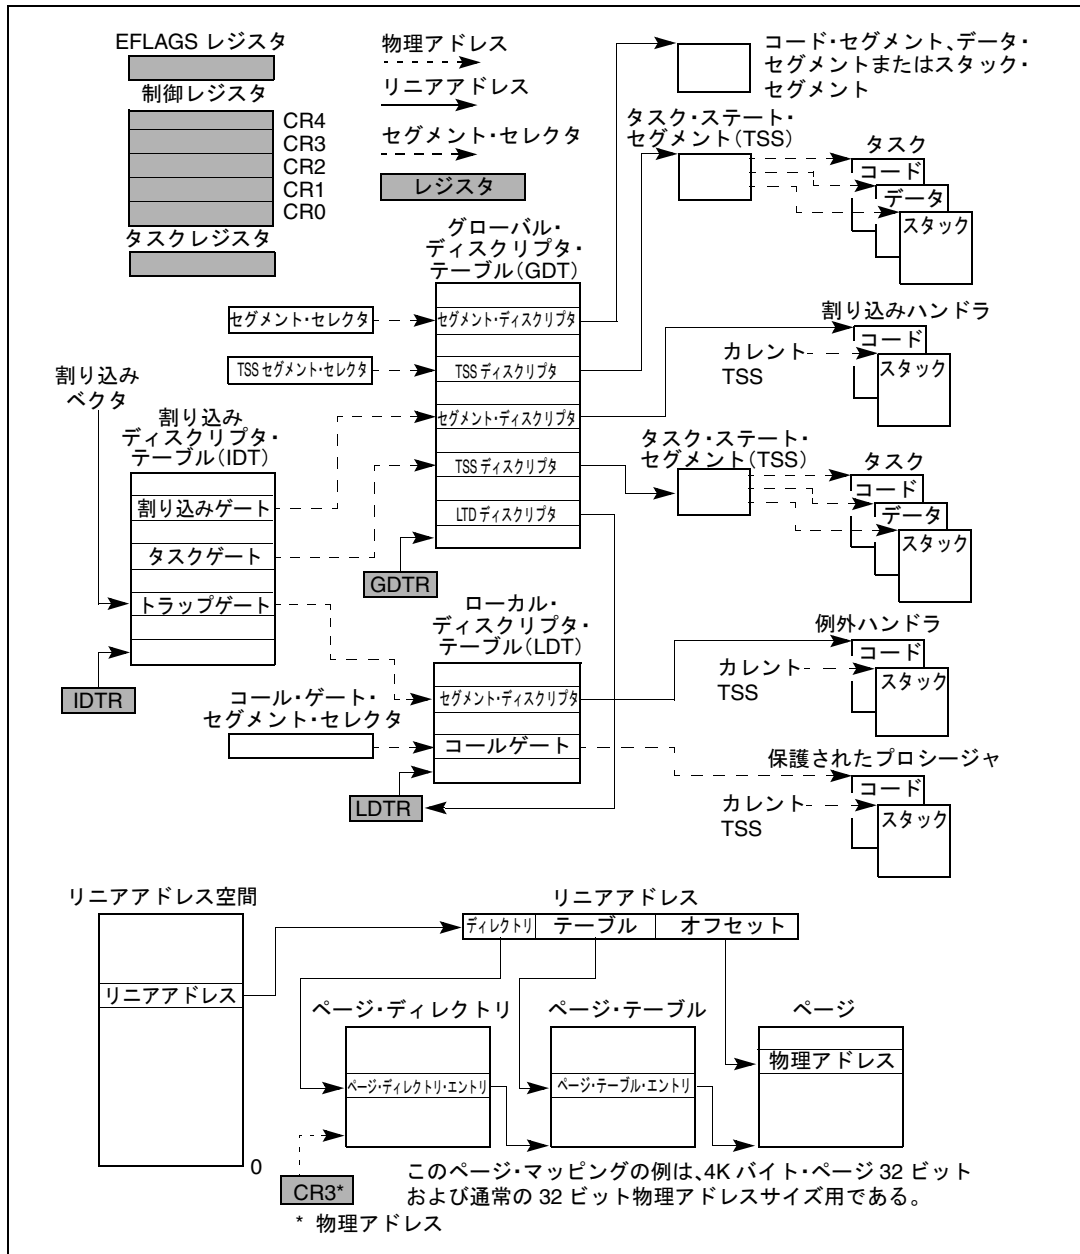 EFLAGS レジスタ
制御レジスタ
CR4
CR3
CR2
CR1
CR0
タスクレジスタ
物理アドレス
リニアアドレス
セグメント・セレクタ
レジスタ
コード・セグメント、データ・
セグメントまたはスタック・
セグメント
タスク・ステート・
セグメント(TSS)
タスク
コード
データ
スタック
グローバル・
ディスクリプタ・
テーブル(GDT)
セグメント・セレクタ
セグメント・ディスクリプタ
割り込みハンドラ
コード
スタック
カレント
TSS
TSS セグメント・セレクタ
TSS ディスクリプタ
割り込み
ベクタ
割り込み
ディスクリプタ・
テーブル(IDT)
セグメント・ディスクリプタ
タスク・ステート・
セグメント(TSS)
タスク
コード
データ
スタック
TSS ディスクリプタ
割り込みゲート
LTD ディスクリプタ
タスクゲート
GDTR
トラップゲート
ローカル・
ディスクリプタ・
テーブル(LDT)
例外ハンドラ
コード
スタック
カレント
TSS
IDTR
コール・ゲート・
セグメント・セレクタ
セグメント・ディスクリプタ
コールゲート
保護されたプロシージャ
コード
スタック
カレント
TSS
LDTR
リニアアドレス空間
リニアアドレス
ディレクトリ
テーブル
オフセット
リニアアドレス
ページ・ディレクトリ
ページ・テーブル
ページ
物理アドレス
ページ・ディレクトリ・エントリ
ページ・テーブル・エントリ
0
CR3*
このページ・マッピングの例は、4K バイト・ページ 32 ビット
および通常の 32 ビット物理アドレスサイズ用である。
* 物理アドレス